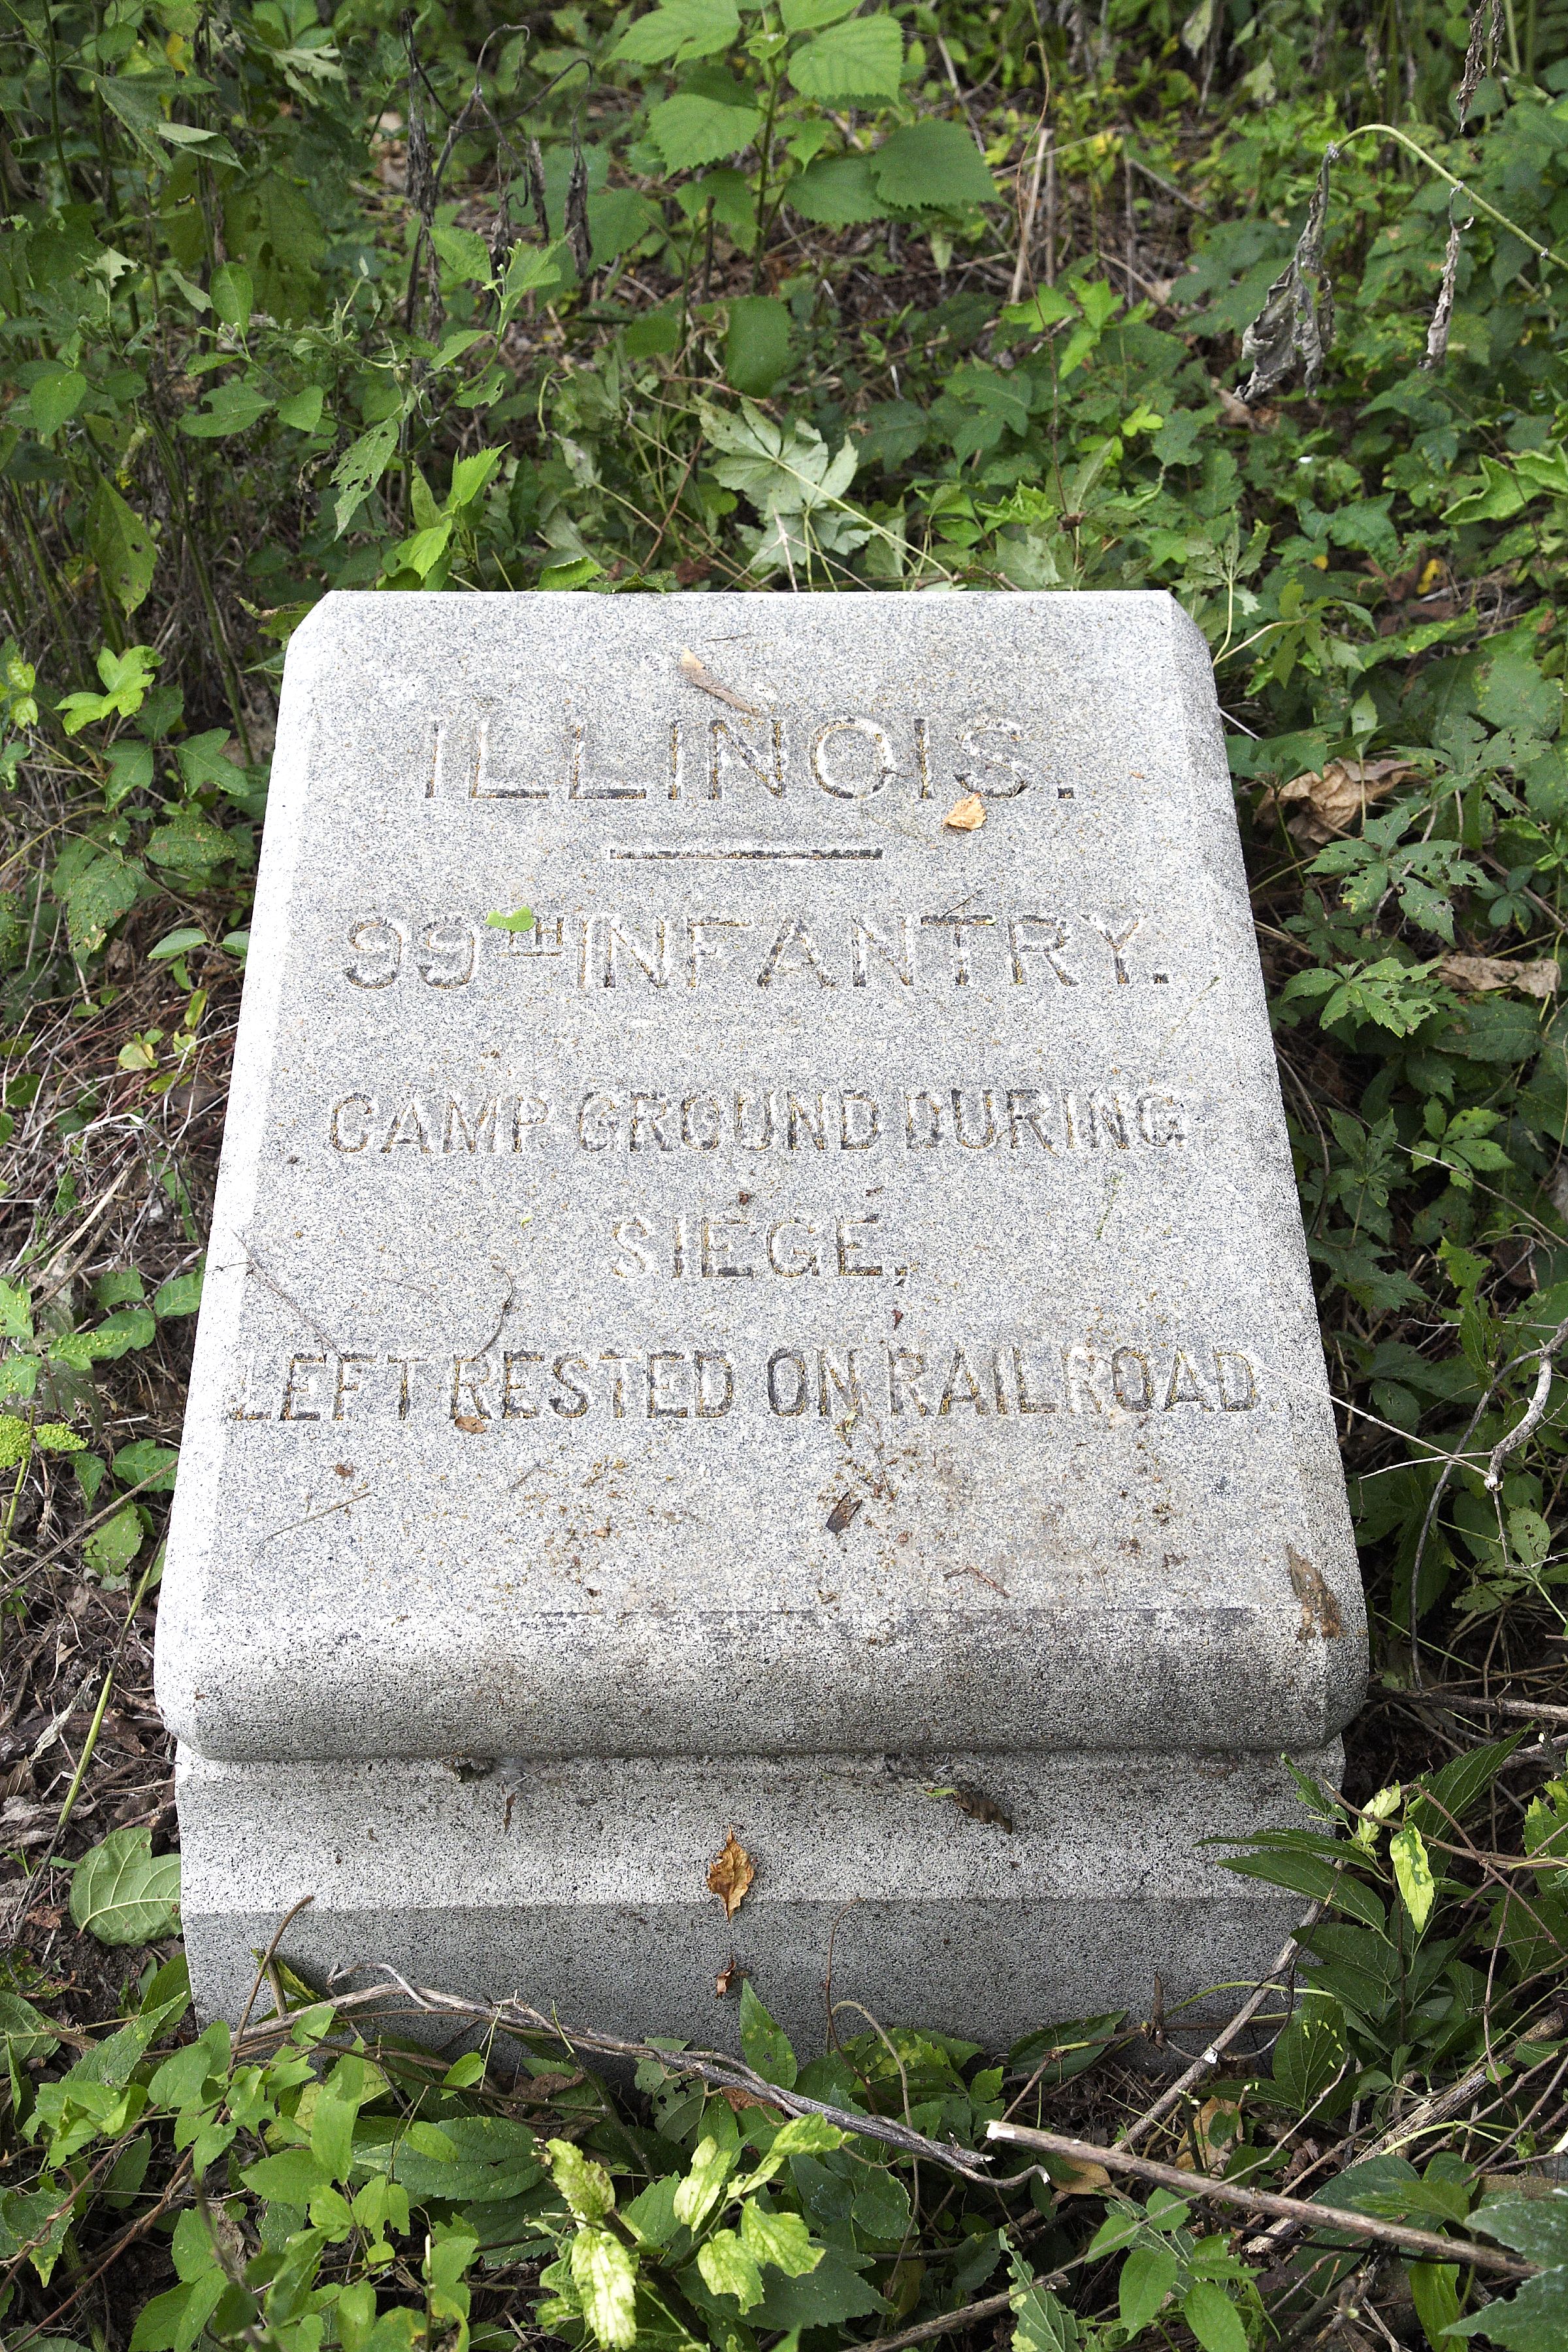 ILLINOIS.
99TH INFANTRY.
CAMP GROUND DURING
SIEGE.
LEFT RESTED ON RAILROAD.